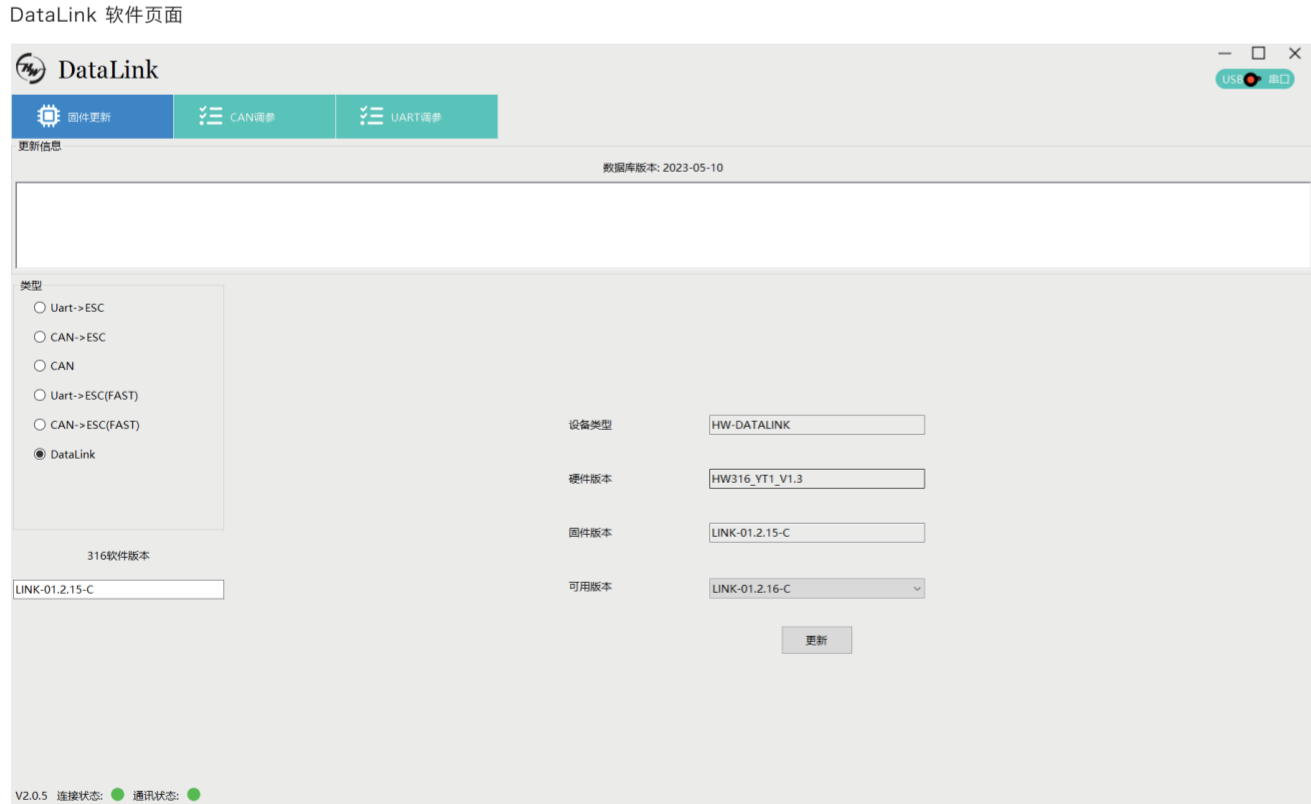 DataLink 软件页面
HW DataLink
USB 串口
固件更新 CAN调参 UART调参
更新信息
数据库版本: 2023-05-10
类型
Uart->ESC
CAN->ESC
CAN
Uart->ESC(FAST)
CAN->ESC(FAST)
DataLink
设备类型 HW-DATALINK
硬件版本 HW316_YT1_V1.3
固件版本 LINK-01.2.15-C
316软件版本
LINK-01.2.15-C
可用版本 LINK-01.2.16-C
更新
V2.0.5 连接状态: 通讯状态: